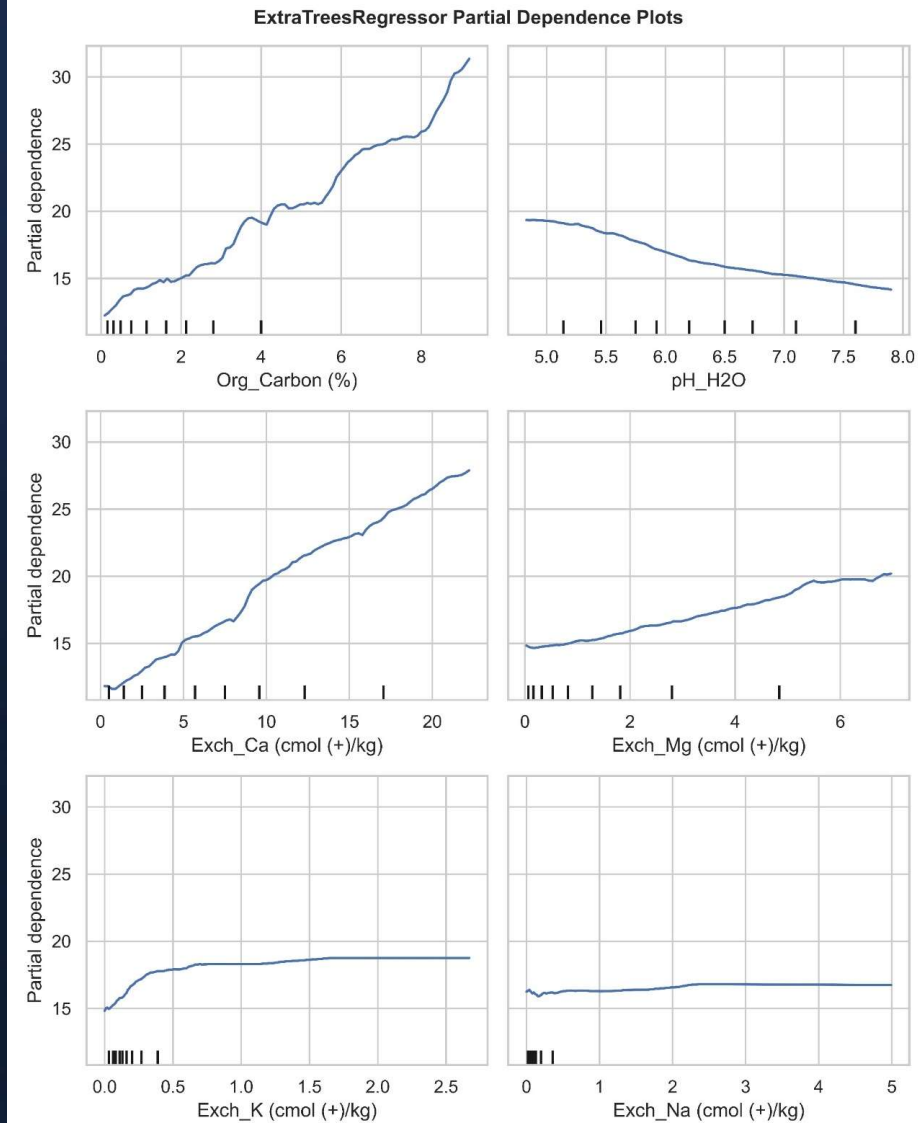 ExtraTreesRegressor Partial Dependence Plots
Partial dependence
30
25
20
15
0 2 4 6 8
Org_Carbon (%)
5.0 5.5 6.0 6.5 7.0 7.5 8.0
pH_H2O
Partial dependence
30
25
20
15
0 5 10 15 20
Exch_Ca (cmol (+)/kg)
0 2 4 6
Exch_Mg (cmol (+)/kg)
Partial dependence
30
25
20
15
0.0 0.5 1.0 1.5 2.0 2.5
Exch_K (cmol (+)/kg)
0 1 2 3 4 5
Exch_Na (cmol (+)/kg)